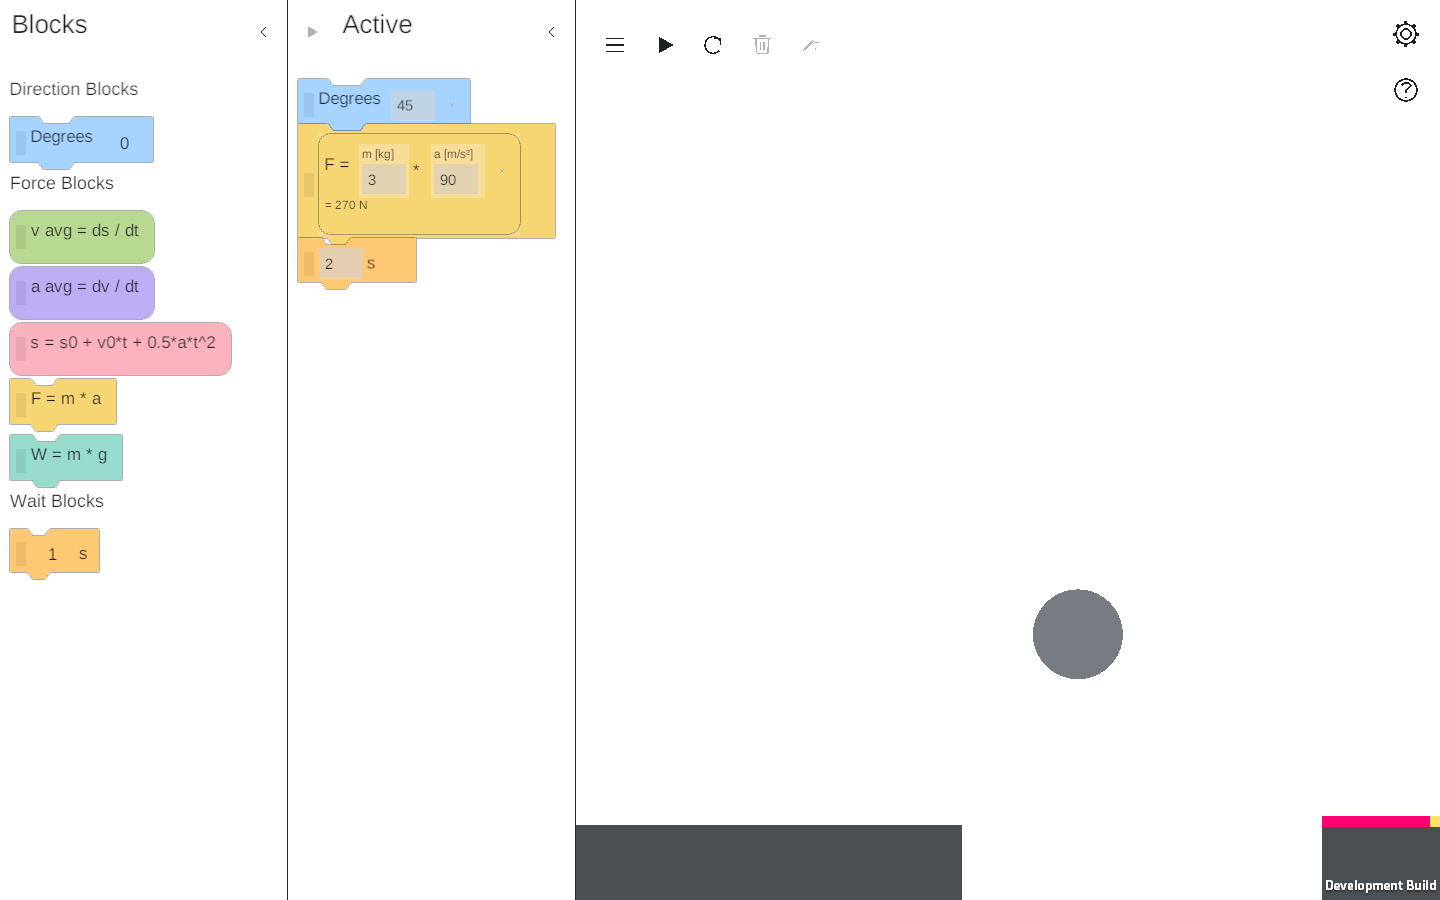 Blocks
Direction Blocks
Degrees 0
Force Blocks
v avg = ds / dt
a avg = dv / dt
s = s0 + v0*t + 0.5*a*t^2
F = m * a
W = m * g
Wait Blocks
1 s
Active
Degrees 45
m [kg] a [m/s²]
F = 3 * 90
= 270 N
2 s
Development Build